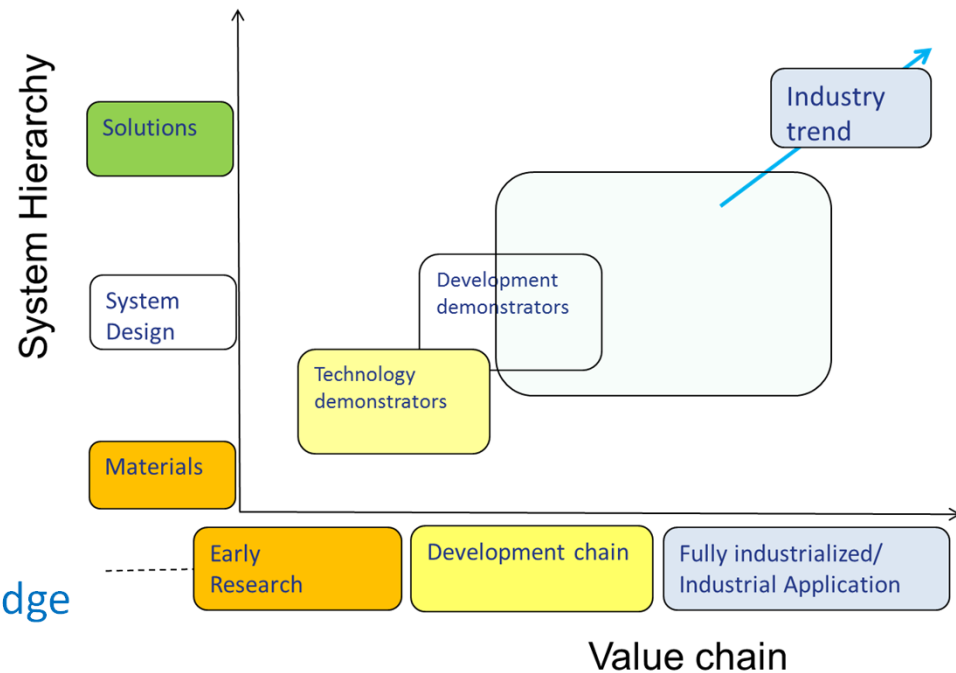 System Hierarchy
Solutions
Industry
trend
System
Design
Development
demonstrators
Technology
demonstrators
Materials
Early
Research
Development chain
Fully industrialized/
Industrial Application
dge
Value chain